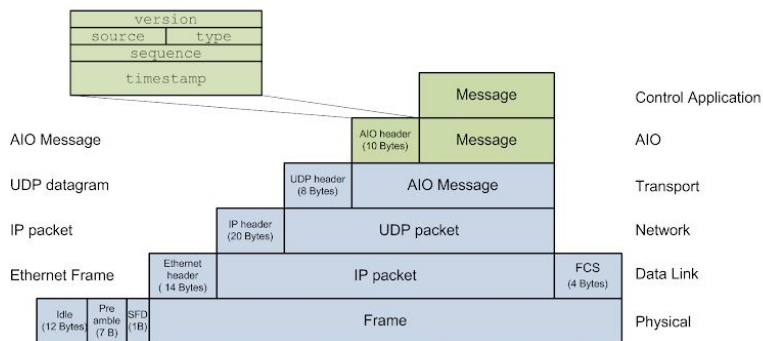 version
source type
sequence
timestamp
Message Control Application
AIO Message AIO header (10 Bytes) Message AIO
UDP datagram UDP header (8 Bytes) AIO Message Transport
IP packet IP header (20 Bytes) UDP packet Network
Ethernet Frame Ethernet header ( 14 Bytes) IP packet FCS (4 Bytes) Data Link
Idle (12 Bytes) Pre amble (7 B) SFD (1B) Frame Physical